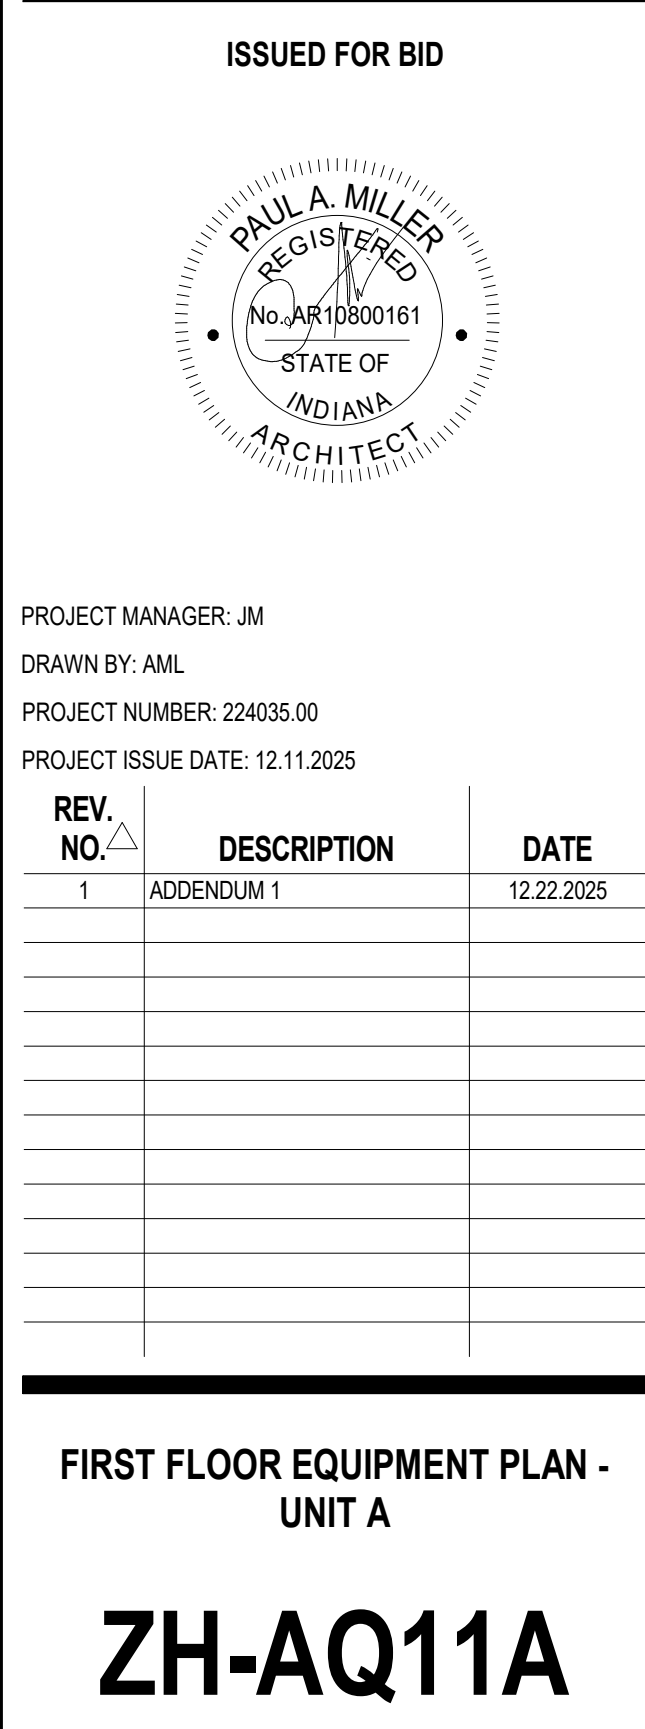 ISSUED FOR BID
PAUL A. MILLER
REGISTERED
No. AR10800161
STATE OF
INDIANA
ARCHITECT
PROJECT MANAGER: JM
DRAWN BY: AML
PROJECT NUMBER: 224035.00
PROJECT ISSUE DATE: 12.11.2025
REV.
NO. DESCRIPTION DATE
1 ADDENDUM 1 12.22.2025
FIRST FLOOR EQUIPMENT PLAN -
UNIT A
ZH-AQ11A